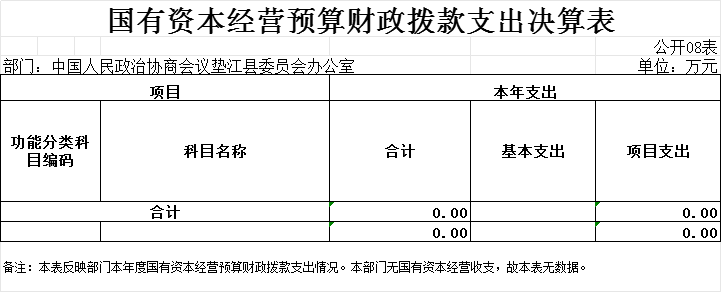 国有资本经营预算财政拨款支出决算表
公开08表
部门：中国人民政治协商会议垫江县委员会办公室 单位：万元
项目 本年支出
功能分类科目编码 科目名称 合计 基本支出 项目支出
合计 0.00 0.00
0.00 0.00
备注：本表反映部门本年度国有资本经营预算财政拨款支出情况。本部门无国有资本经营收支，故本表无数据。